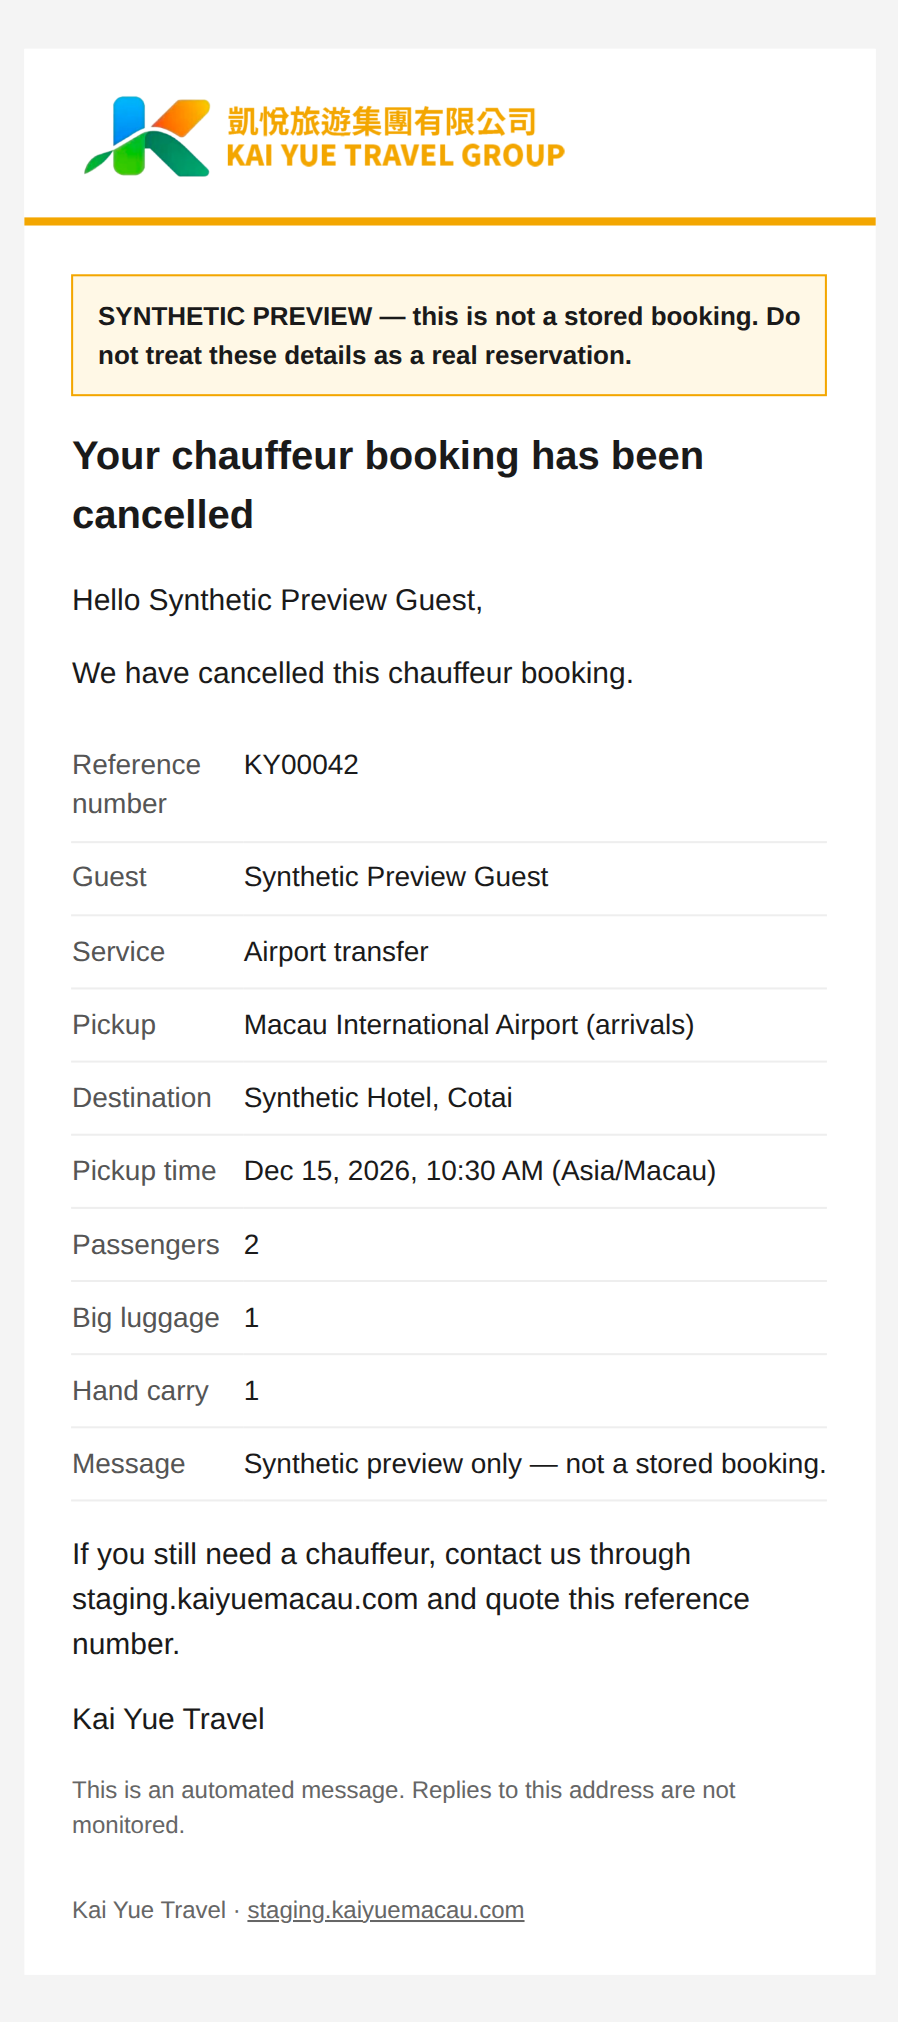 凱悅旅遊集團有限公司
KAI YUE TRAVEL GROUP
SYNTHETIC PREVIEW — this is not a stored booking. Do
not treat these details as a real reservation.
Your chauffeur booking has been
cancelled
Hello Synthetic Preview Guest,
We have cancelled this chauffeur booking.
Reference number KY00042
Guest Synthetic Preview Guest
Service Airport transfer
Pickup Macau International Airport (arrivals)
Destination Synthetic Hotel, Cotai
Pickup time Dec 15, 2026, 10:30 AM (Asia/Macau)
Passengers 2
Big luggage 1
Hand carry 1
Message Synthetic preview only — not a stored booking.
If you still need a chauffeur, contact us through
staging.kaiyuemacau.com and quote this reference
number.
Kai Yue Travel
This is an automated message. Replies to this address are not
monitored.
Kai Yue Travel · staging.kaiyuemacau.com